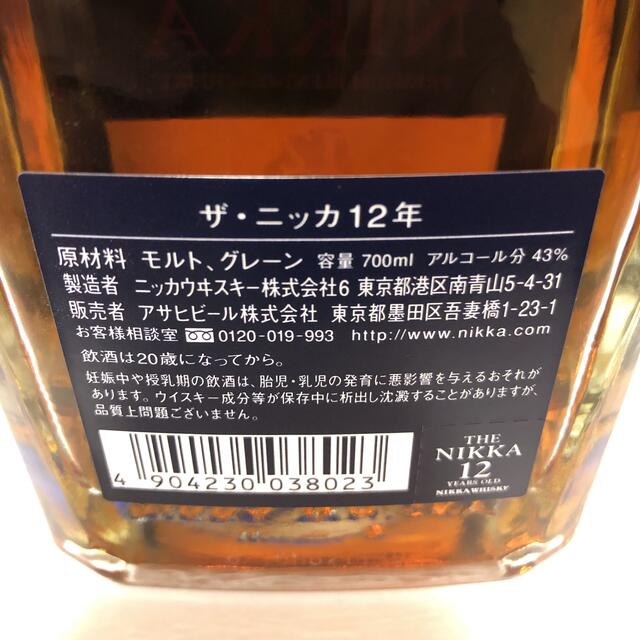 NIKKA
ザ・ニッカ12年
原材料 モルト、グレーン 容量 700ml アルコール分 43%
製造者 ニッカウヰスキー株式会社6 東京都港区南青山5-4-31
販売者 アサヒビール株式会社 東京都墨田区吾妻橋1-23-1
お客様相談室 0120-019-993 http://www.nikka.com
飲酒は20歳になってから。
妊娠中や授乳期の飲酒は、胎児・乳児の発育に悪影響を与えるおそれが
あります。ウイスキー成分等が保存中に析出し沈澱することがありますが、
品質上問題ございません。
4 904230 038023
THE
NIKKA
12
YEARS OLD
NIKKA WHISKY